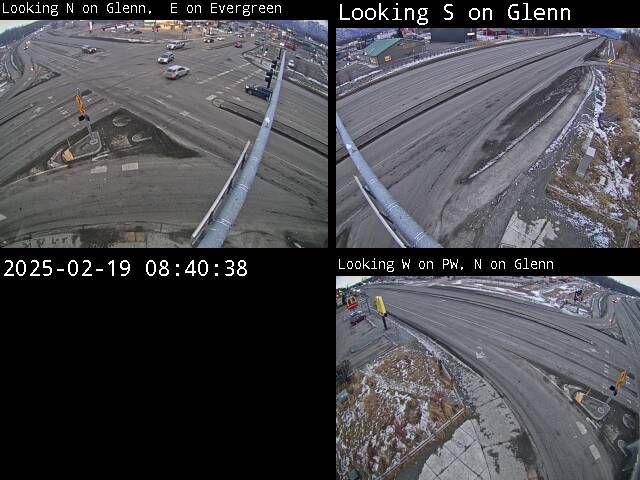 Looking N on Glenn,  E on Evergreen
Looking S on Glenn
2025-02-19 08:40:38
Looking W on PW, N on Glenn